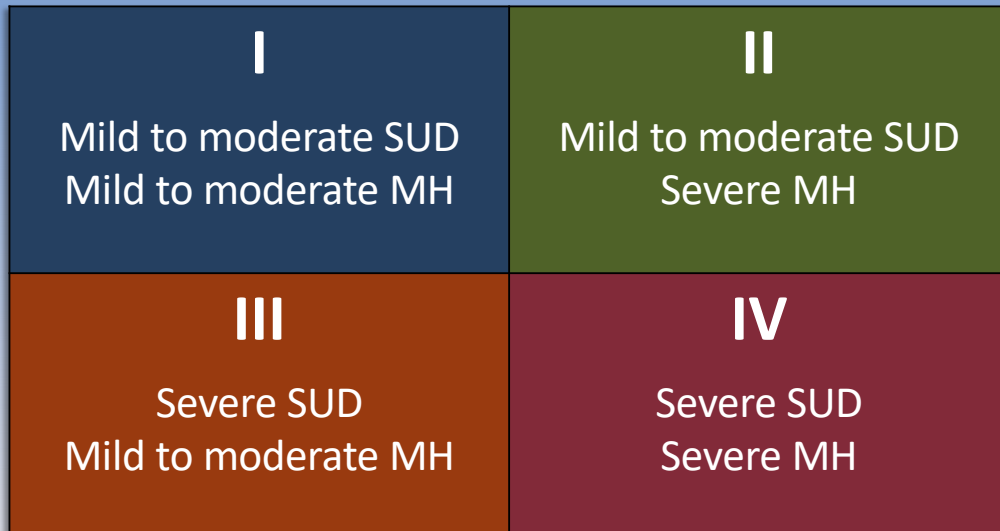 I
Mild to moderate SUD
Mild to moderate MH
II
Mild to moderate SUD
Severe MH
III
Severe SUD
Mild to moderate MH
IV
Severe SUD
Severe MH